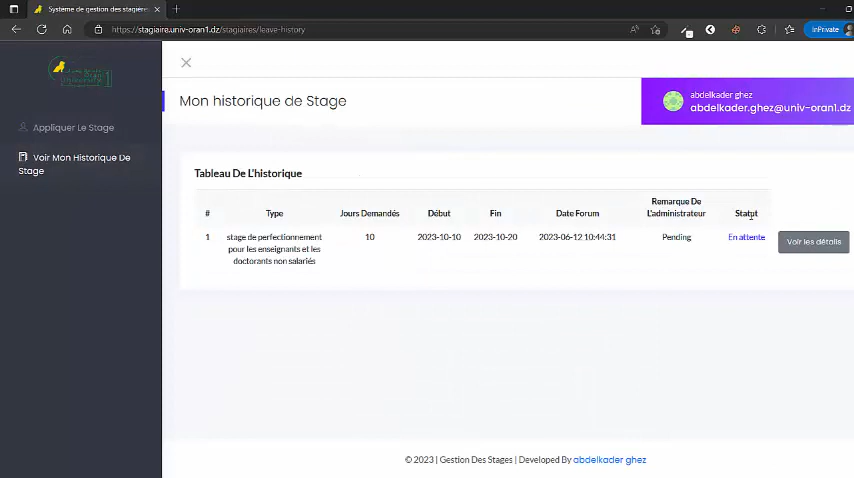 Système de gestion des stagière
https://stagiaire.univ-oran1.dz/stagiaires/leave-history
InPrivate
Mon historique de Stage
abdelkader ghez
abdelkader.ghez@univ-oran1.dz
Appliquer Le Stage
Voir Mon Historique De
Stage
Tableau De L'historique
# Type Jours Demandés Début Fin Date Forum Remarque De
L'administrateur Statut
1 stage de perfectionnement
pour les enseignants et les
doctorants non salariés 10 2023-10-10 2023-10-20 2023-06-12 10:44:31 Pending En attente Voir les détails
© 2023 | Gestion Des Stages | Developed By abdelkader ghez